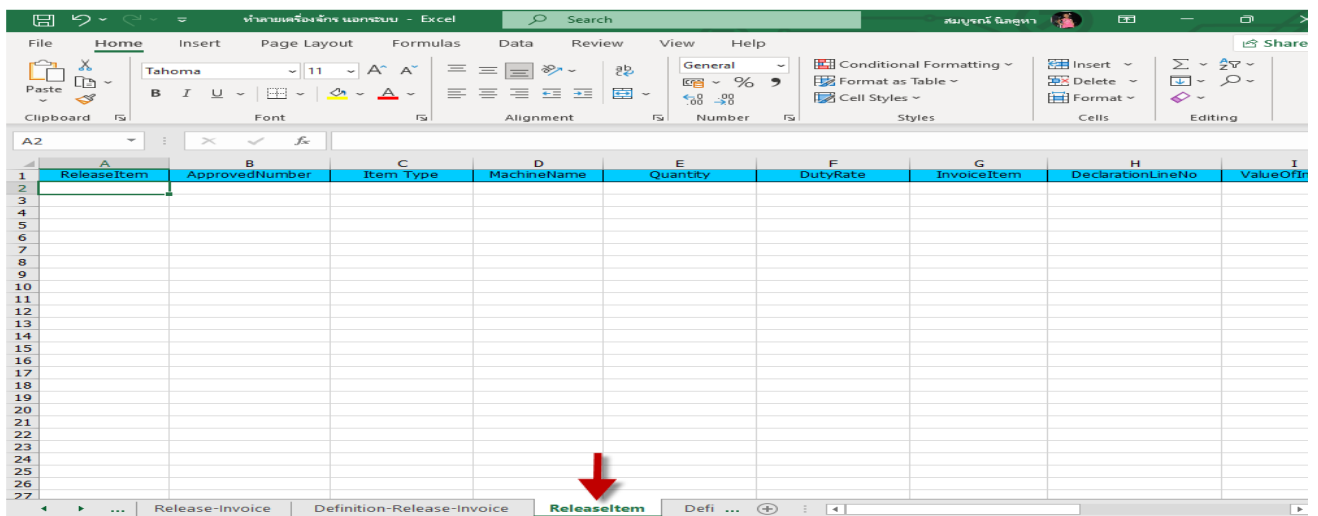 ทำลายเครื่องจักร นอกระบบ - Excel Search สมบูรณ์ นิลคูหา
File Home Insert Page Layout Formulas Data Review View Help Share
Paste Tahoma 11 General Conditional Formatting Insert
B I U % Format as Table Delete
Cell Styles Format
Clipboard Font Alignment Number Styles Cells Editing
A2 fx
A B C D E F G H I
1 ReleaseItem ApprovedNumber Item Type MachineName Quantity DutyRate InvoiceItem DeclarationLineNo ValueOfIn
2
3
4
5
6
7
8
9
10
11
12
13
14
15
16
17
18
19
20
21
22
23
24
25
26
27
... Release-Invoice Definition-Release-Invoice ReleaseItem Defi ...